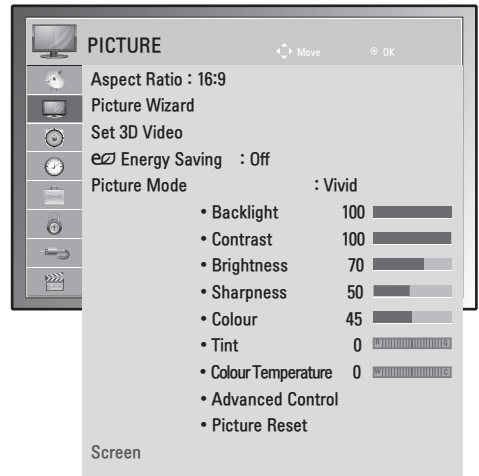 PICTURE
Move
OK
Aspect Ratio : 16:9
Picture Wizard
Set 3D Video
Energy Saving : Off
Picture Mode : Vivid
• Backlight 100
• Contrast 100
• Brightness 70
• Sharpness 50
• Colour 45
• Tint 0 R G
• Colour Temperature 0 W C
• Advanced Control
• Picture Reset
Screen